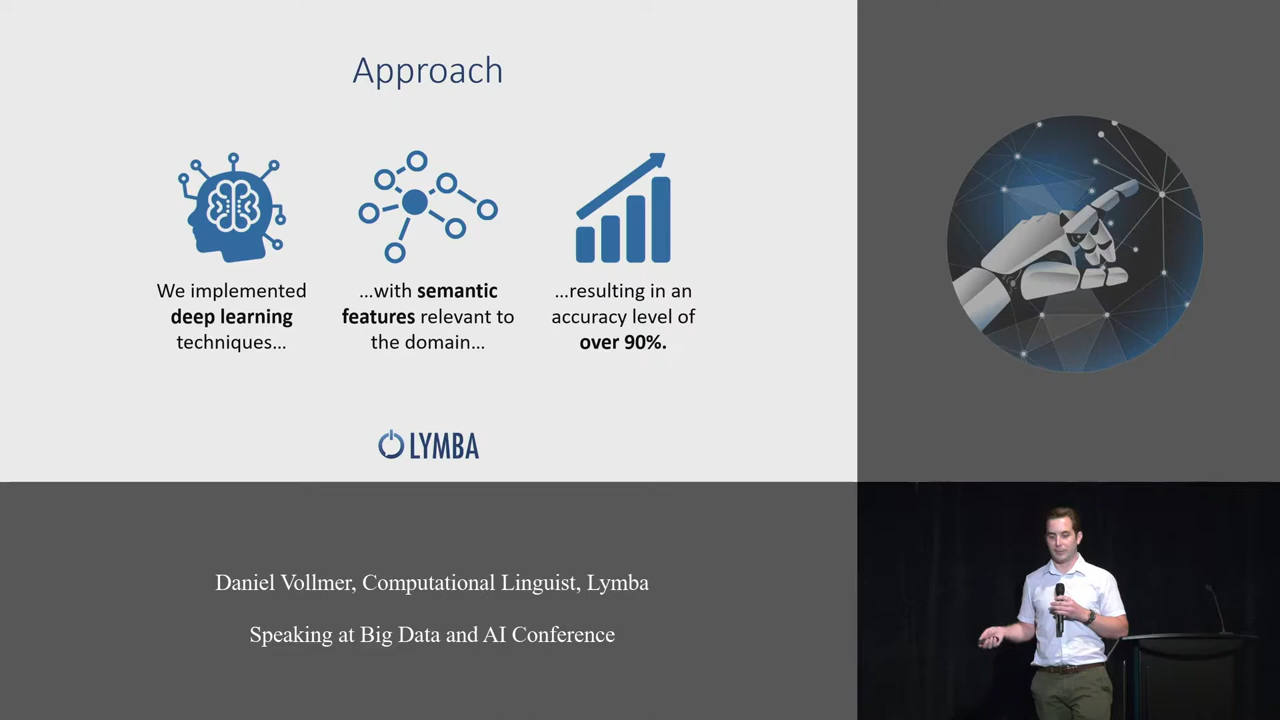 Approach
We implemented
deep learning
techniques...
...with semantic
features relevant to
the domain...
...resulting in an
accuracy level of
over 90%.
LYMBA
Daniel Vollmer, Computational Linguist, Lymba
Speaking at Big Data and AI Conference